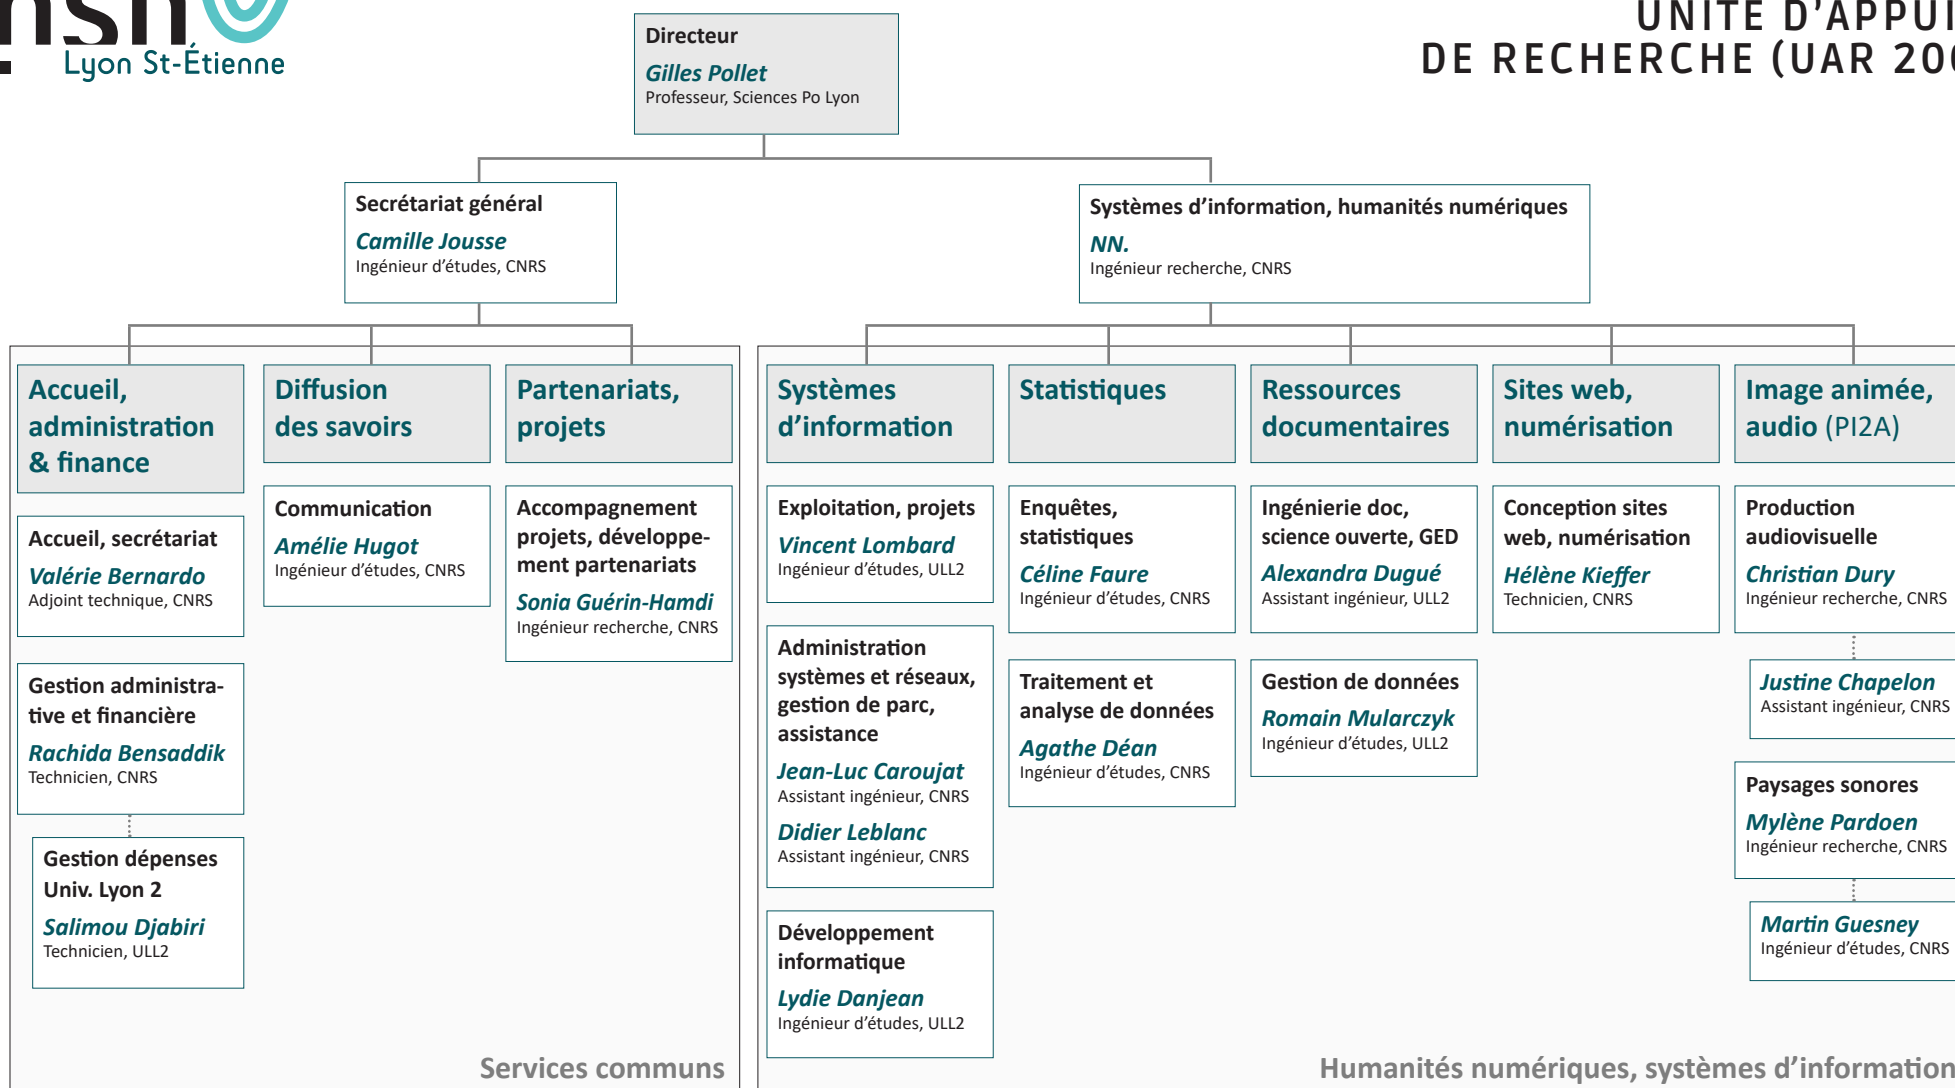 Lyon St-Étienne
UNITÉ D'APPUI
DE RECHERCHE (UAR 200
Directeur
Gilles Pollet
Professeur, Sciences Po Lyon
Secrétariat général
Camille Jousse
Ingénieur d'études, CNRS
Systèmes d'information, humanités numériques
NN.
Ingénieur recherche, CNRS
Accueil,
administration
& finance
Accueil, secrétariat
Valérie Bernardo
Adjoint technique, CNRS
Gestion administra-
tive et financière
Rachida Bensaddik
Technicien, CNRS
Gestion dépenses
Univ. Lyon 2
Salimou Djabiri
Technicien, ULL2
Diffusion
des savoirs
Communication
Amélie Hugot
Ingénieur d'études, CNRS
Partenariats,
projets
Accompagnement
projets, développe-
ment partenariats
Sonia Guérin-Hamdi
Ingénieur recherche, CNRS
Services communs
Systèmes
d'information
Exploitation, projets
Vincent Lombard
Ingénieur d'études, ULL2
Administration
systèmes et réseaux,
gestion de parc,
assistance
Jean-Luc Caroujat
Assistant ingénieur, CNRS
Didier Leblanc
Assistant ingénieur, CNRS
Développement
informatique
Lydie Danjean
Ingénieur d'études, ULL2
Statistiques
Enquêtes,
statistiques
Céline Faure
Ingénieur d'études, CNRS
Traitement et
analyse de données
Agathe Déan
Ingénieur d'études, CNRS
Ressources
documentaires
Ingénierie doc,
science ouverte, GED
Alexandra Dugué
Assistant ingénieur, ULL2
Gestion de données
Romain Mularczyk
Ingénieur d'études, ULL2
Sites web,
numérisation
Conception sites
web, numérisation
Hélène Kieffer
Technicien, CNRS
Image animée,
audio (PI2A)
Production
audiovisuelle
Christian Dury
Ingénieur recherche, CNRS
Justine Chapelon
Assistant ingénieur, CNRS
Paysages sonores
Mylène Pardoen
Ingénieur recherche, CNRS
Martin Guesney
Ingénieur d'études, CNRS
Humanités numériques, systèmes d'information